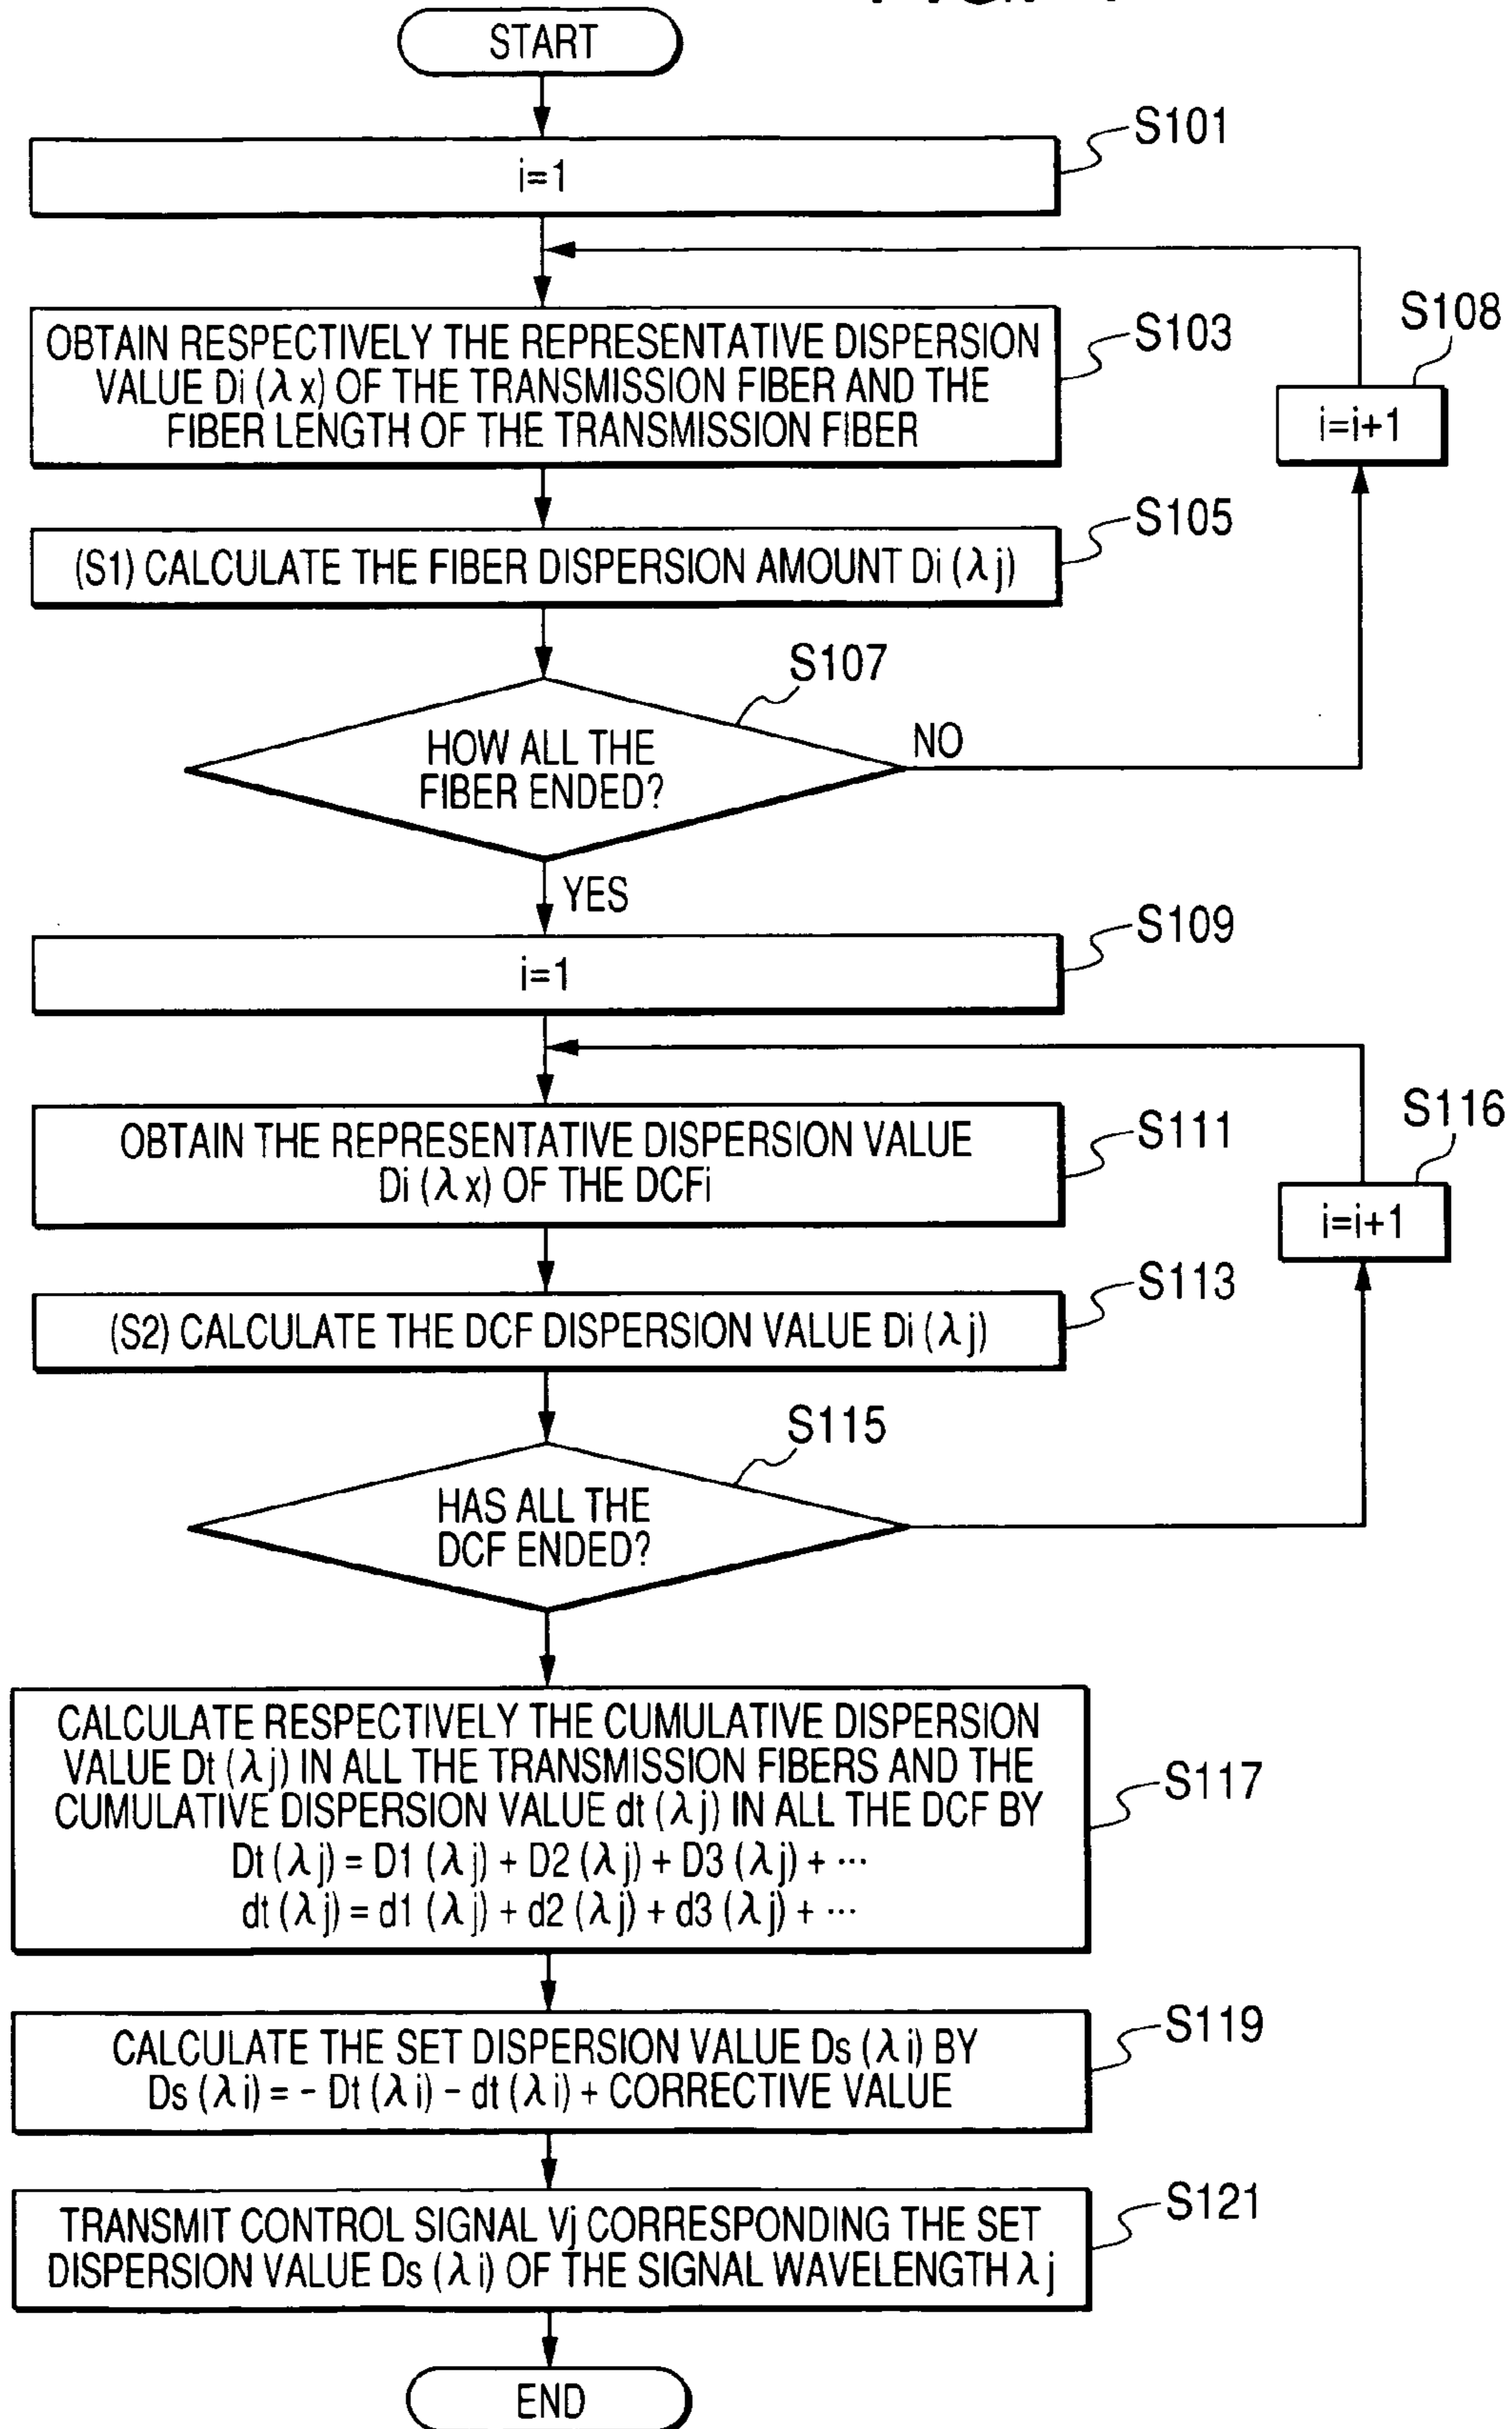 START
S101
i=1
S108
S103
OBTAIN RESPECTIVELY THE REPRESENTATIVE DISPERSION
VALUE Di (λx) OF THE TRANSMISSION FIBER AND THE
FIBER LENGTH OF THE TRANSMISSION FIBER
i=i+1
S105
(S1) CALCULATE THE FIBER DISPERSION AMOUNT Di (λj)
S107
HOW ALL THE
FIBER ENDED?
NO
YES
S109
i=1
S116
S111
OBTAIN THE REPRESENTATIVE DISPERSION VALUE
Di (λx) OF THE DCFi
i=i+1
S113
(S2) CALCULATE THE DCF DISPERSION VALUE Di (λj)
S115
HAS ALL THE
DCF ENDED?
CALCULATE RESPECTIVELY THE CUMULATIVE DISPERSION
VALUE Dt (λj) IN ALL THE TRANSMISSION FIBERS AND THE
CUMULATIVE DISPERSION VALUE dt (λj) IN ALL THE DCF BY
Dt (λj) = D1 (λj) + D2 (λj) + D3 (λj) + ···
dt (λj) = d1 (λj) + d2 (λj) + d3 (λj) + ···
S117
S119
CALCULATE THE SET DISPERSION VALUE Ds (λi) BY
Ds (λi) = - Dt (λi) - dt (λi) + CORRECTIVE VALUE
S121
TRANSMIT CONTROL SIGNAL Vj CORRESPONDING THE SET
DISPERSION VALUE Ds (λi) OF THE SIGNAL WAVELENGTH λj
END